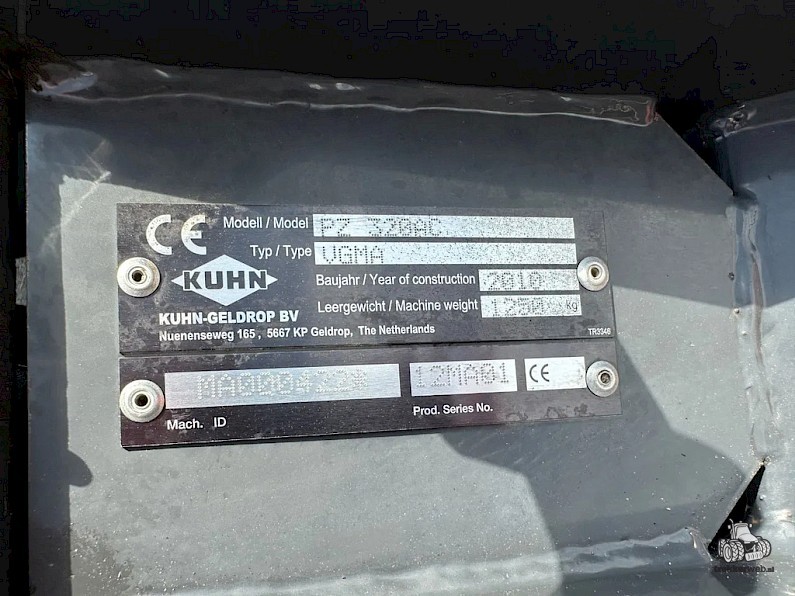 CE Modell / Model PZ 320AC
Typ / Type VGMA
KUHN Baujahr / Year of construction 2010
Leergewicht / Machine weight 1250 kg
KUHN-GELDROP BV
Nuenenseweg 165, 5667 KP Geldrop, The Netherlands
TR3346
12MA01 CE
Mach. ID Prod. Series No.